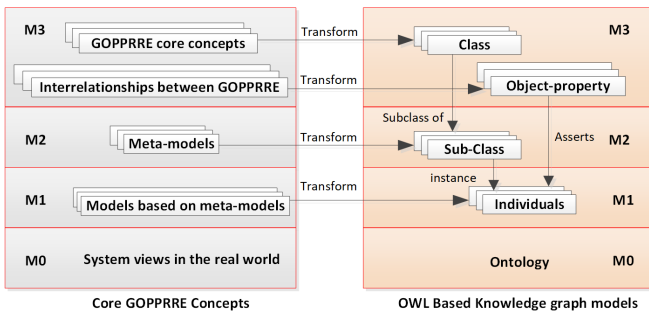 M3
GOPPRRE core concepts
Transform
Class
M3
Interrelationships between GOPPRRE
Transform
Object-property
Subclass of
M2
Meta-models
Transform
Sub-Class
Asserts
M2
instance
M1
Models based on meta-models
Transform
Individuals
M1
M0
System views in the real world
Ontology
M0
Core GOPPRRE Concepts
OWL Based Knowledge graph models